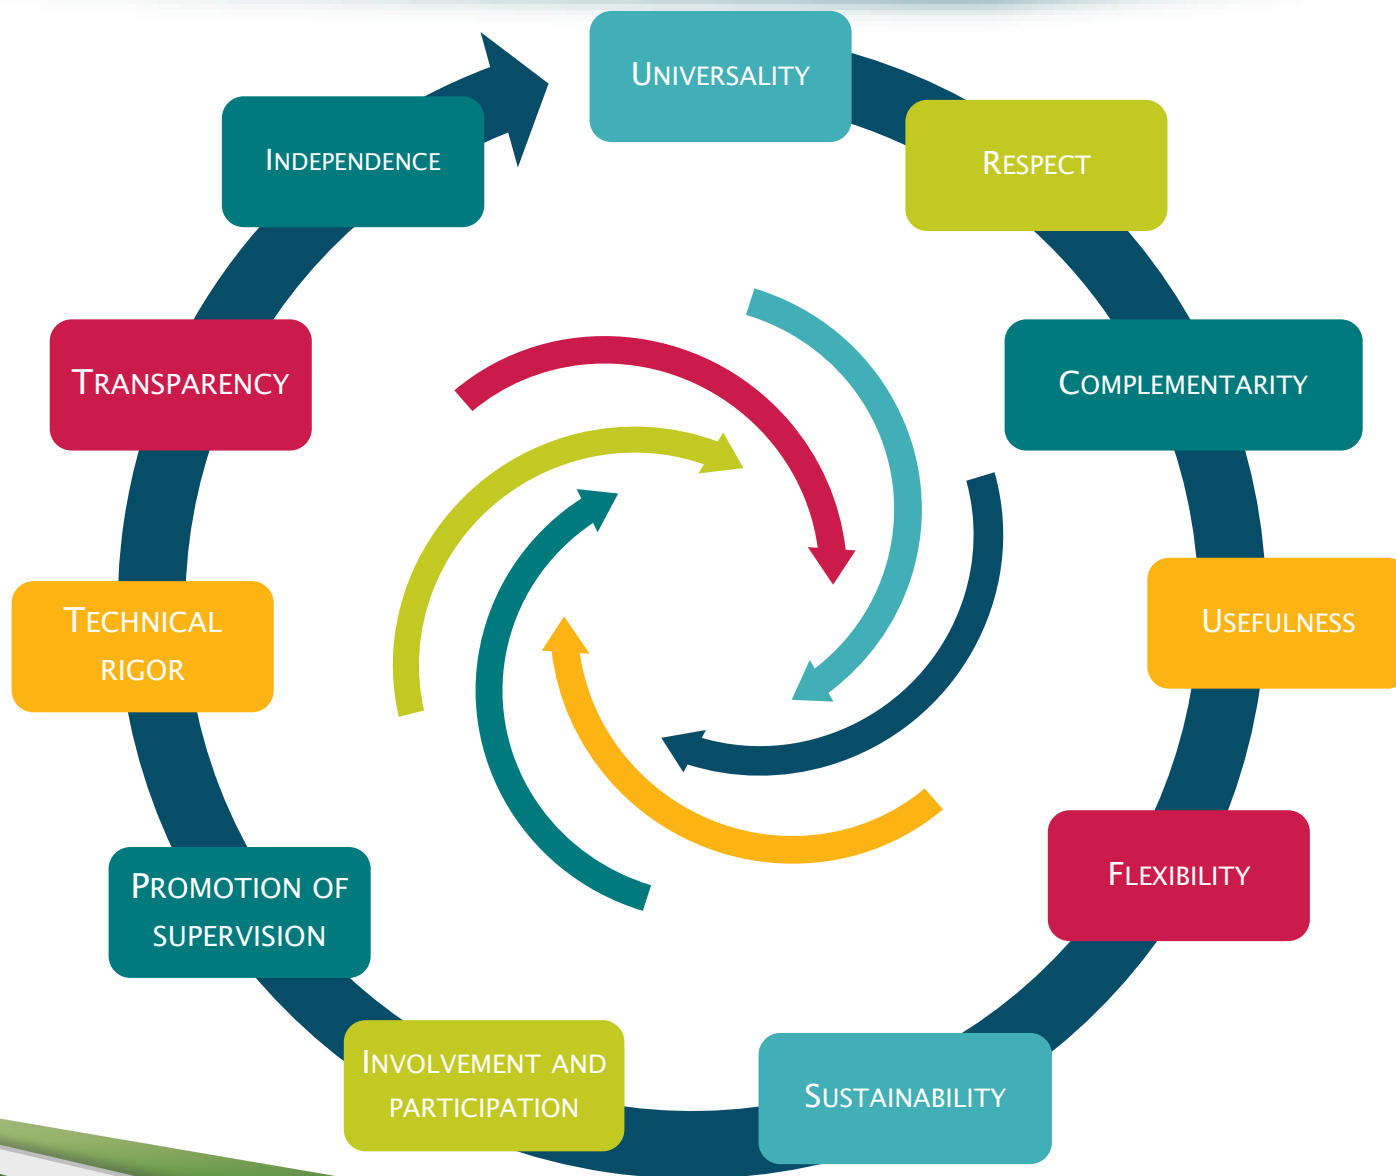 Universality
Respect
Complementarity
Usefulness
Flexibility
Sustainability
Involvement and
participation
Promotion of
supervision
Technical
rigor
Transparency
Independence